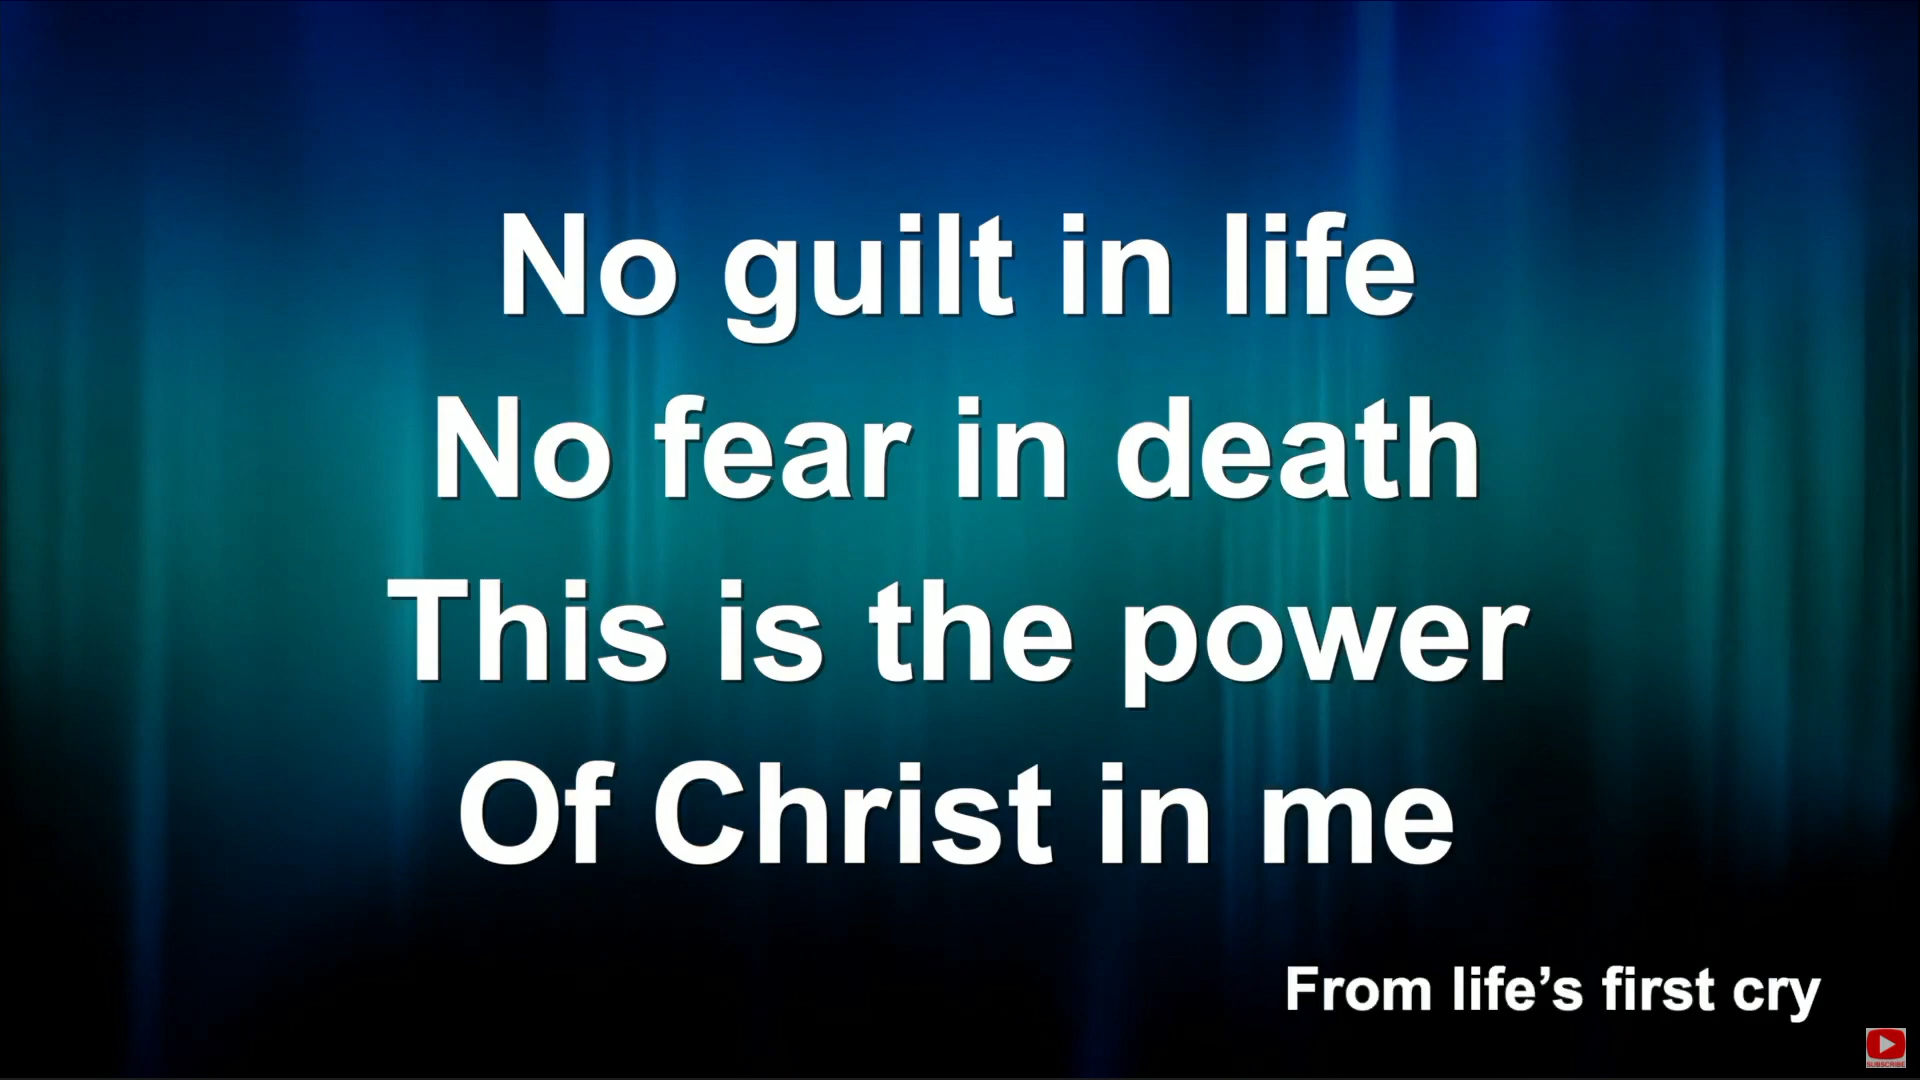 No guilt in life
No fear in death
This is the power
Of Christ in me
From life’s first cry
SUBSCRIBE